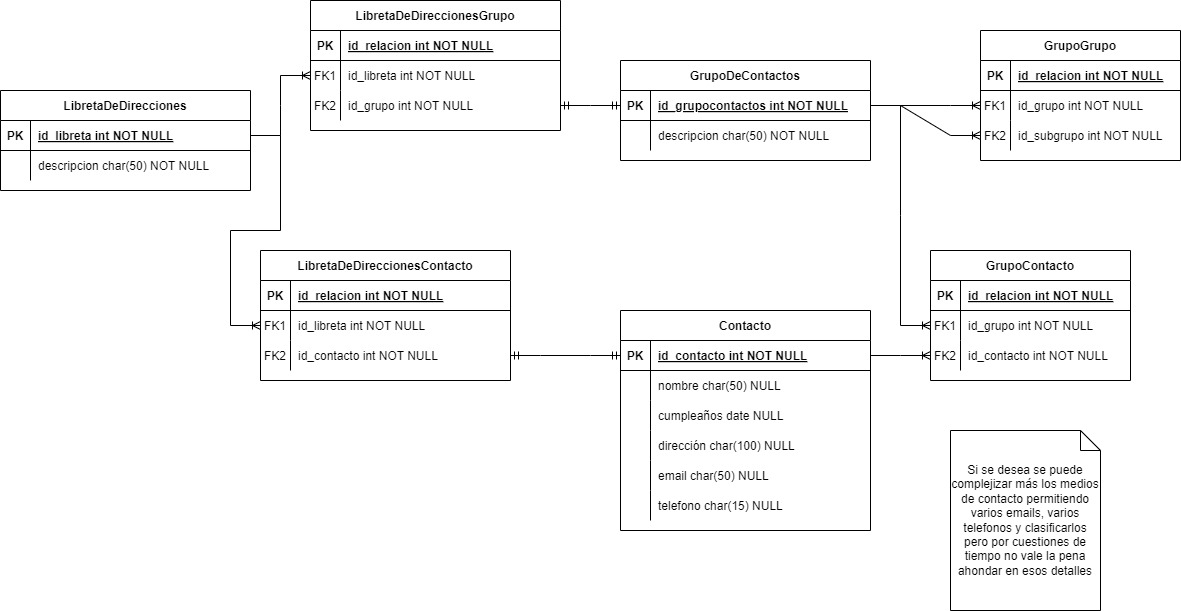 LibretaDeDireccionesGrupo
PK id_relacion int NOT NULL
FK1 id_libreta int NOT NULL
FK2 id_grupo int NOT NULL
LibretaDeDirecciones
PK id_libreta int NOT NULL
descripcion char(50) NOT NULL
GrupoDeContactos
PK id_grupocontactos int NOT NULL
descripcion char(50) NOT NULL
GrupoGrupo
PK id_relacion int NOT NULL
FK1 id_grupo int NOT NULL
FK2 id_subgrupo int NOT NULL
LibretaDeDireccionesContacto
PK id_relacion int NOT NULL
FK1 id_libreta int NOT NULL
FK2 id_contacto int NOT NULL
Contacto
PK id_contacto int NOT NULL
nombre char(50) NULL
cumpleaños date NULL
dirección char(100) NULL
email char(50) NULL
telefono char(15) NULL
GrupoContacto
PK id_relacion int NOT NULL
FK1 id_grupo int NOT NULL
FK2 id_contacto int NOT NULL
Si se desea se puede
complejizar más los medios
de contacto permitiendo
varios emails, varios
telefonos y clasificarlos
pero por cuestiones de
tiempo no vale la pena
ahondar en esos detalles